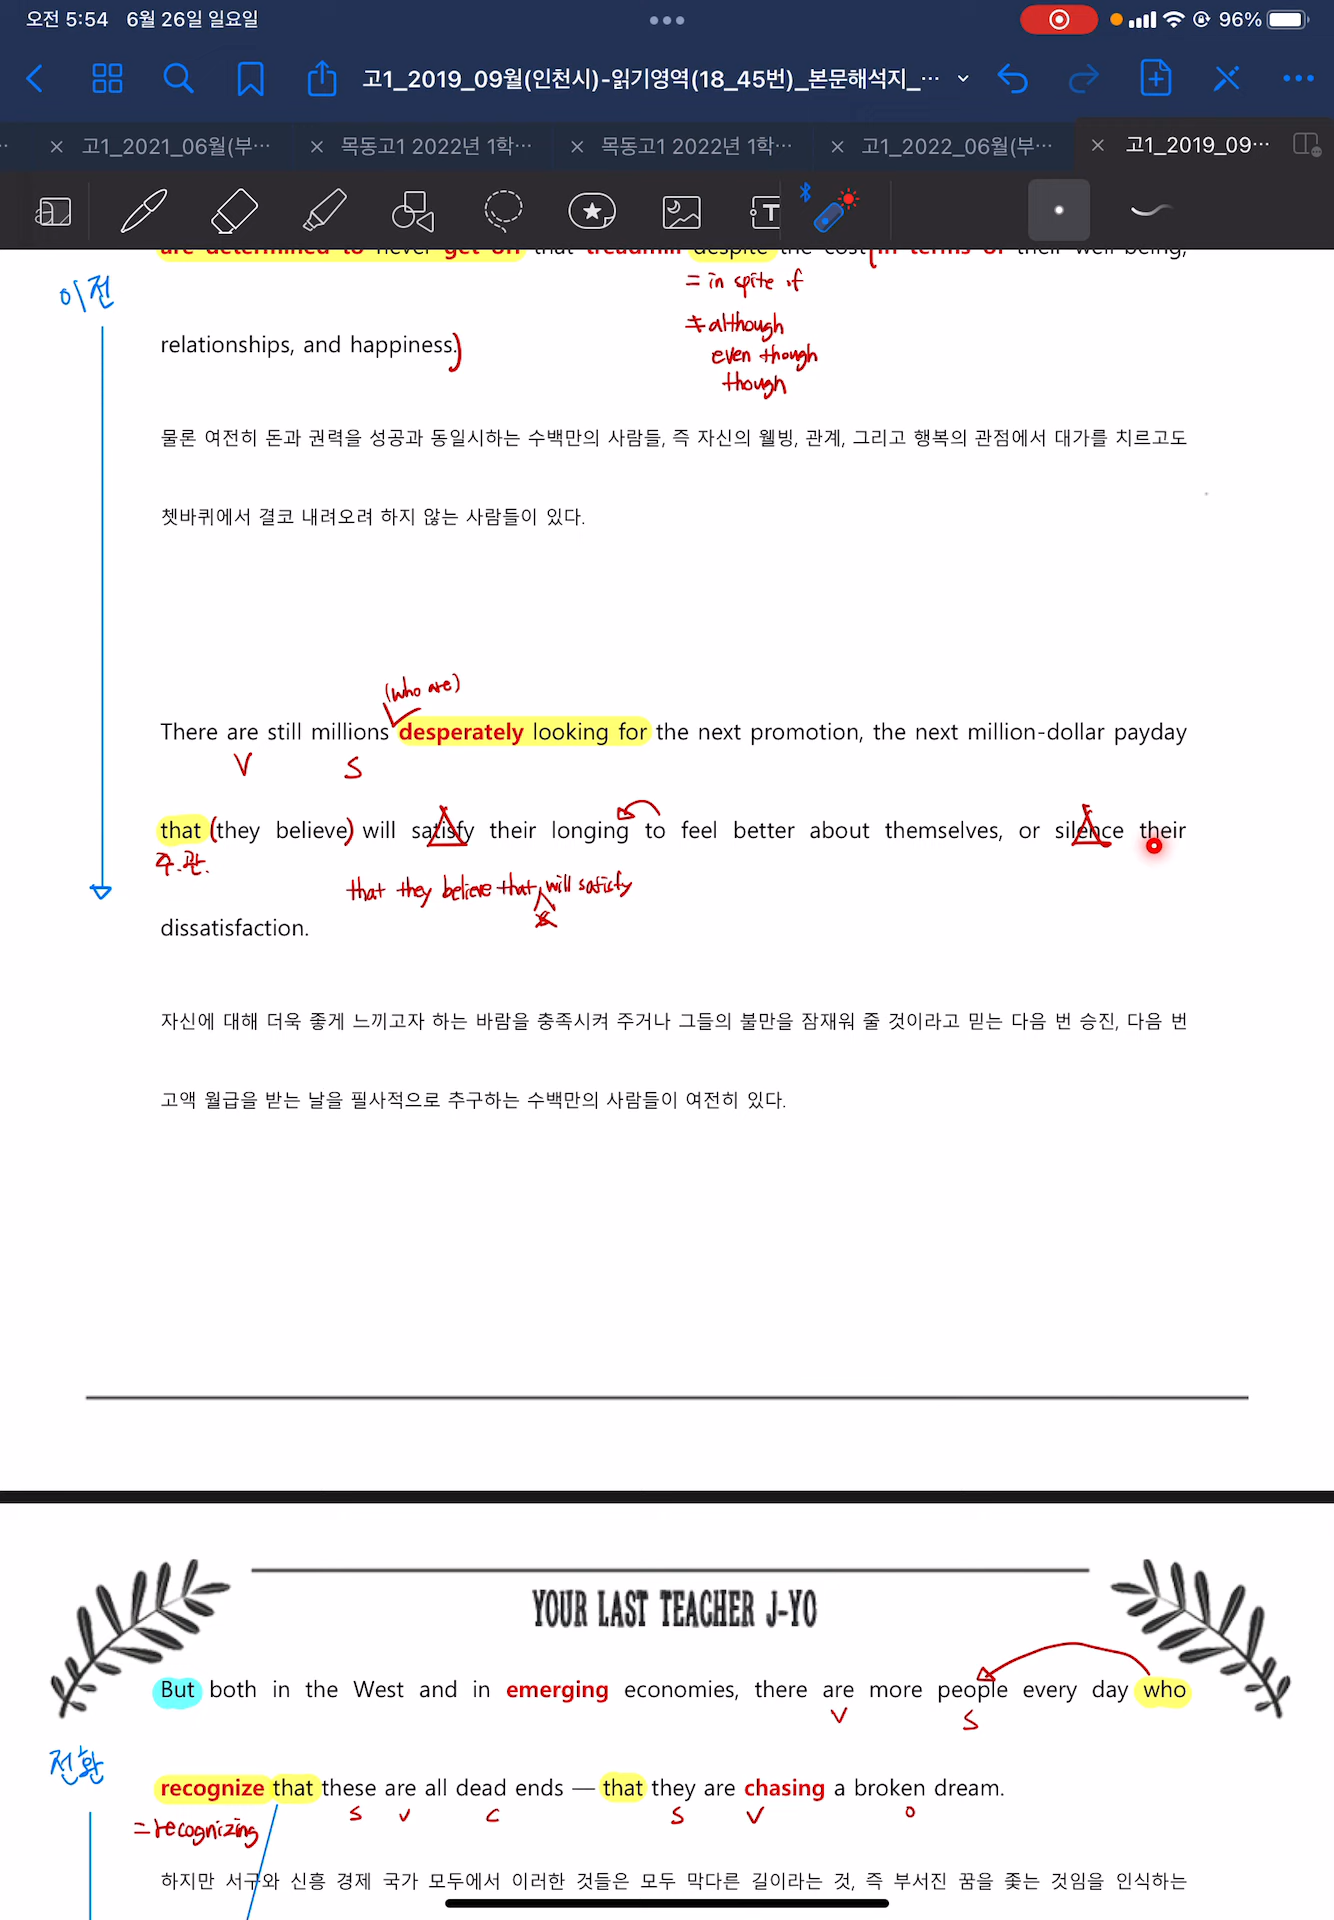 오전 5:54 6월 26일 일요일
96%
고1_2019_09월(인천시)-읽기영역(18_45번)_본문해석지_···
× 고1_2021_06월(부··· × 목동고1 2022년 1학··· × 목동고1 2022년 1학··· × 고1_2022_06월(부··· × 고1_2019_09···
are determined to never get off that treadmill despite the cost in terms of their well-being,
이전
= in spite of
≠ although
relationships, and happiness.)
even though
though
물론 여전히 돈과 권력을 성공과 동일시하는 수백만의 사람들, 즉 자신의 웰빙, 관계, 그리고 행복의 관점에서 대가를 치르고도
쳇바퀴에서 결코 내려오려 하지 않는 사람들이 있다.
(who are)
There are still millions desperately looking for the next promotion, the next million-dollar payday
V S
that (they believe) will satisfy their longing to feel better about themselves, or silence their
주.관.
that they believe that will satisfy
dissatisfaction.
자신에 대해 더욱 좋게 느끼고자 하는 바람을 충족시켜 주거나 그들의 불만을 잠재워 줄 것이라고 믿는 다음 번 승진, 다음 번
고액 월급을 받는 날을 필사적으로 추구하는 수백만의 사람들이 여전히 있다.
YOUR LAST TEACHER J-YO
But both in the West and in emerging economies, there are more people every day who
V S
전환
recognize that these are all dead ends — that they are chasing a broken dream.
S V C S V O
= recognizing
하지만 서구와 신흥 경제 국가 모두에서 이러한 것들은 모두 막다른 길이라는 것, 즉 부서진 꿈을 좇는 것임을 인식하는